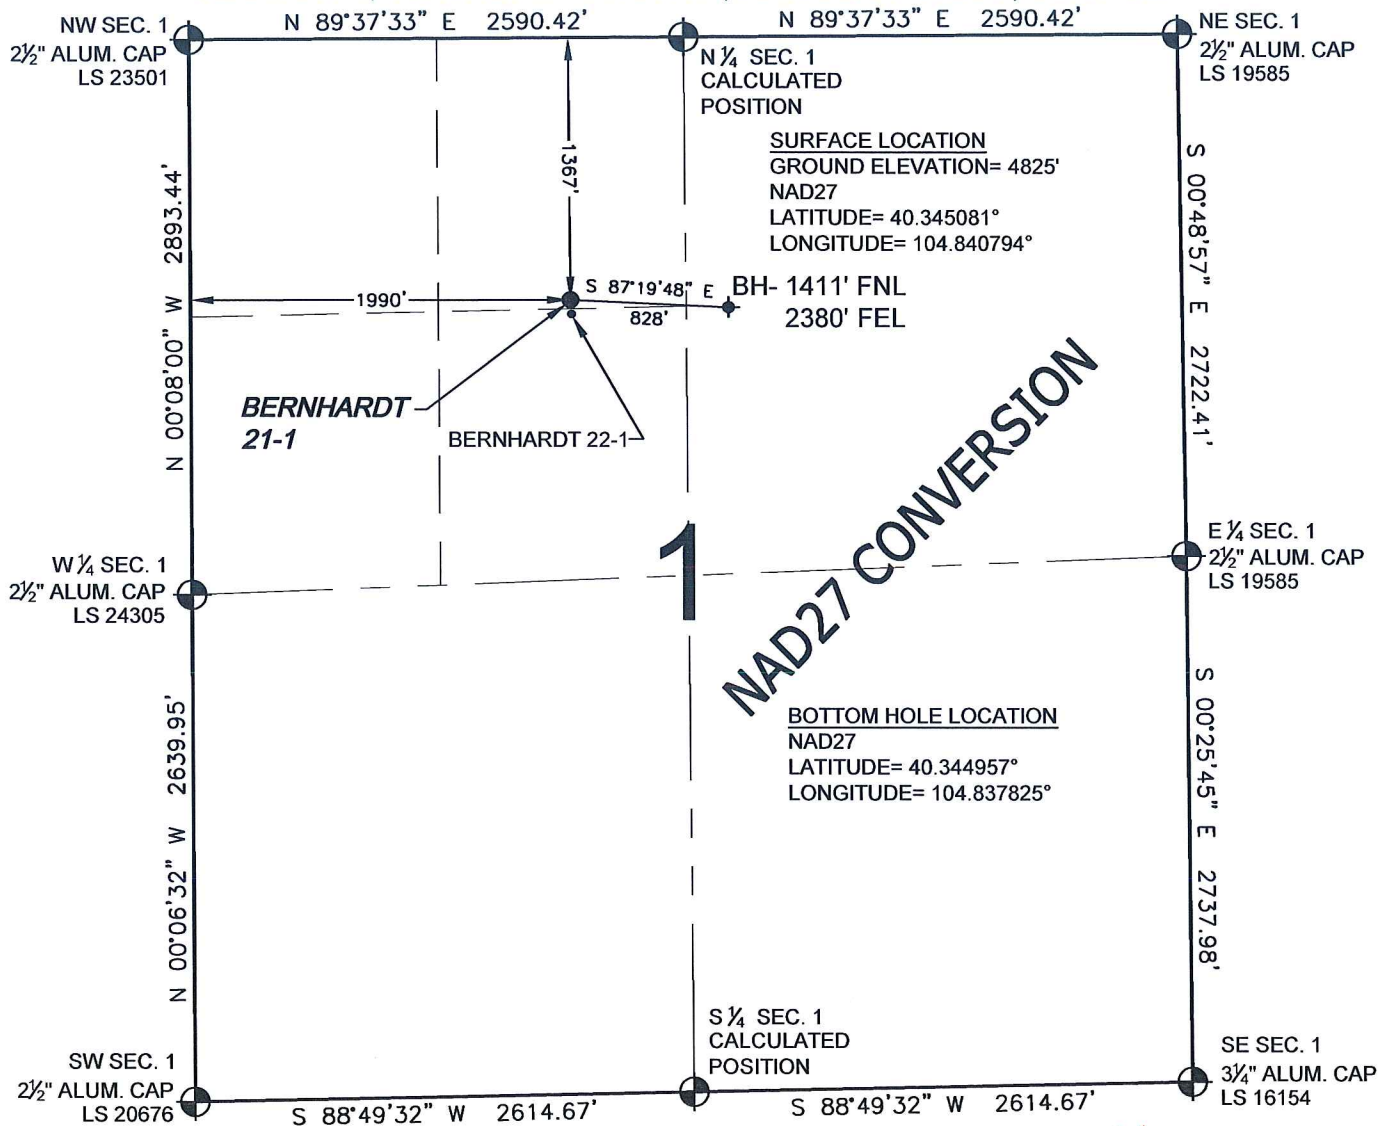 NW SEC. 1
2½" ALUM. CAP
LS 23501
N 89°37'33" E 2590.42'
N 89°37'33" E 2590.42'
NE SEC. 1
2½" ALUM. CAP
LS 19585
N ¼ SEC. 1
CALCULATED
POSITION
SURFACE LOCATION
GROUND ELEVATION= 4825'
NAD27
LATITUDE= 40.345081°
LONGITUDE= 104.840794°
1367'
N 00°08'00" W 2893.44'
S 00°48'57" E 2722.41'
1990'
S 87°19'48" E
828'
BH- 1411' FNL
2380' FEL
BERNHARDT
21-1
BERNHARDT 22-1
NAD27 CONVERSION
1
W ¼ SEC. 1
2½" ALUM. CAP
LS 24305
E ¼ SEC. 1
2½" ALUM. CAP
LS 19585
BOTTOM HOLE LOCATION
NAD27
LATITUDE= 40.344957°
LONGITUDE= 104.837825°
N 00°06'32" W 2639.95'
S 00°25'45" E 2737.98'
SW SEC. 1
2½" ALUM. CAP
LS 20676
S ¼ SEC. 1
CALCULATED
POSITION
SE SEC. 1
3¼" ALUM. CAP
LS 16154
S 88°49'32" W 2614.67'
S 88°49'32" W 2614.67'